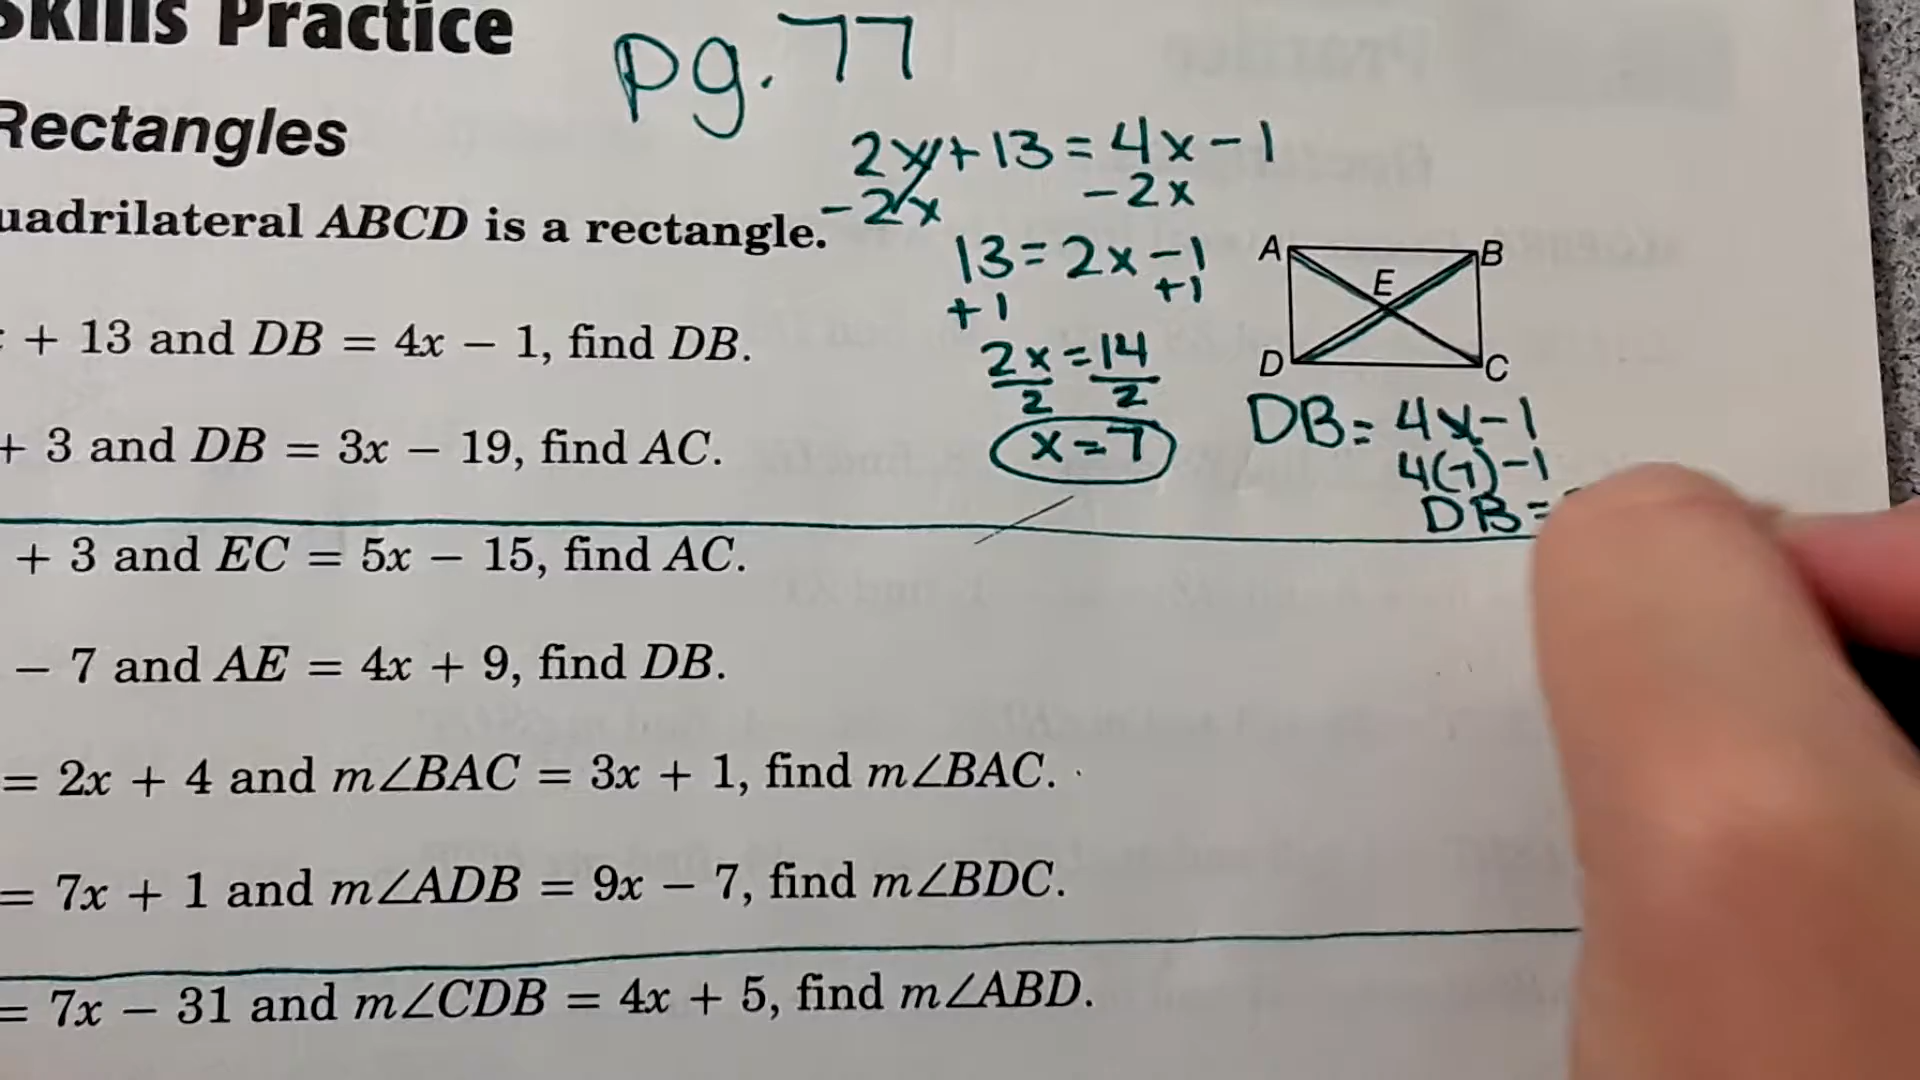 Skills Practice
pg. 77
Rectangles
2x + 13 = 4x - 1
-2x -2x
uadrilateral ABCD is a rectangle.
13 = 2x - 1
+1 +1
A B
E
D C
+ 13 and DB = 4x − 1, find DB.
2x = 14
2 2
x = 7
DB = 4x - 1
4(7) - 1
DB =
+ 3 and DB = 3x − 19, find AC.
+ 3 and EC = 5x − 15, find AC.
− 7 and AE = 4x + 9, find DB.
= 2x + 4 and m∠BAC = 3x + 1, find m∠BAC.
= 7x + 1 and m∠ADB = 9x − 7, find m∠BDC.
= 7x − 31 and m∠CDB = 4x + 5, find m∠ABD.